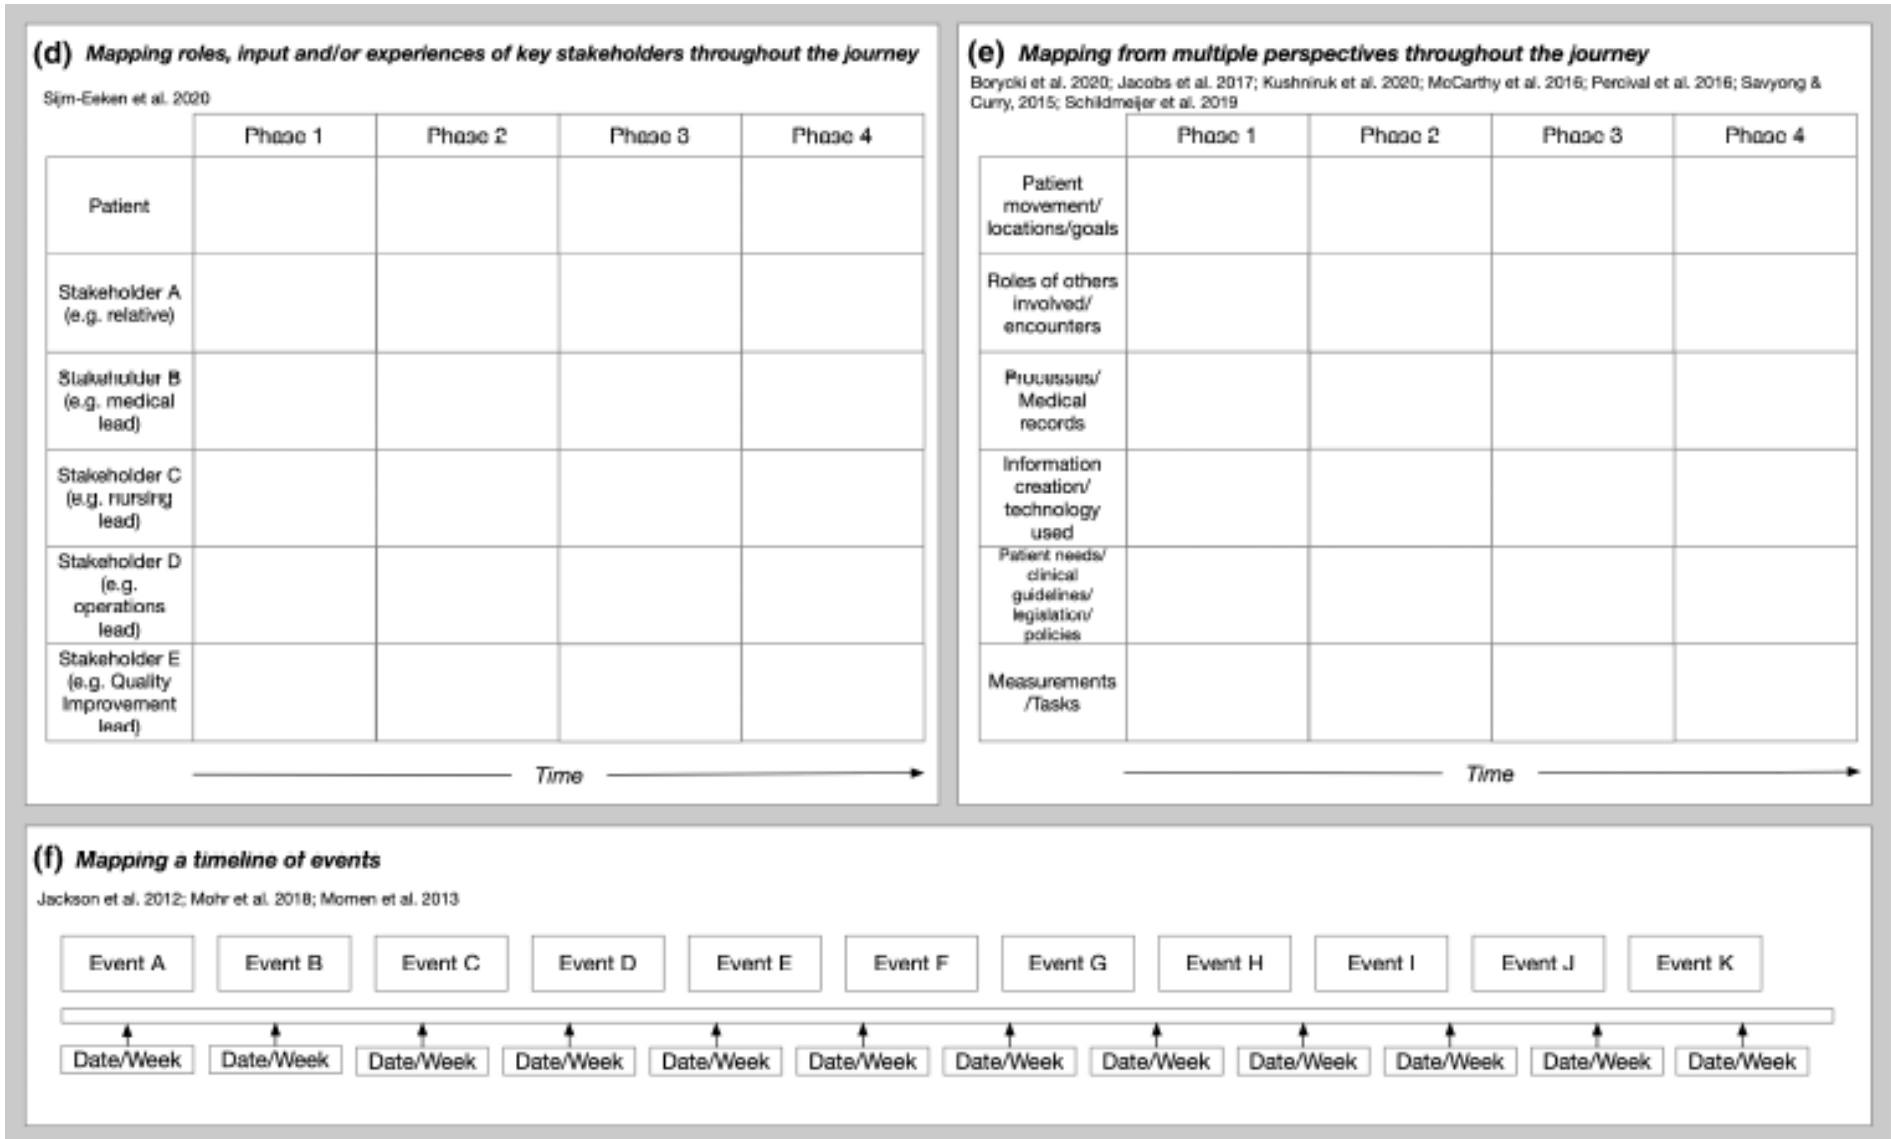 (d) Mapping roles, input and/or experiences of key stakeholders throughout the journey
Sijm-Eeken et al. 2020
Phase 1 Phase 2 Phase 3 Phase 4
Patient
Stakeholder A
(e.g. relative)
Stakeholder B
(e.g. medical
lead)
Stakeholder C
(e.g. nursing
lead)
Stakeholder D
(e.g.
operations
lead)
Stakeholder E
(e.g. Quality
Improvement
lead)
Time
(e) Mapping from multiple perspectives throughout the journey
Borycki et al. 2020; Jacobs et al. 2017; Kushniruk et al. 2020; McCarthy et al. 2016; Percival et al. 2016; Savyong &
Curry, 2015; Schildmeijer et al. 2019
Phase 1 Phase 2 Phase 3 Phase 4
Patient
movement/
locations/goals
Roles of others
involved/
encounters
Processes/
Medical
records
Information
creation/
technology
used
Patient needs/
clinical
guidelines/
legislation/
policies
Measurements
/Tasks
Time
(f) Mapping a timeline of events
Jackson et al. 2012; Mohr et al. 2018; Momen et al. 2013
Event A Event B Event C Event D Event E Event F Event G Event H Event I Event J Event K
Date/Week Date/Week Date/Week Date/Week Date/Week Date/Week Date/Week Date/Week Date/Week Date/Week Date/Week Date/Week